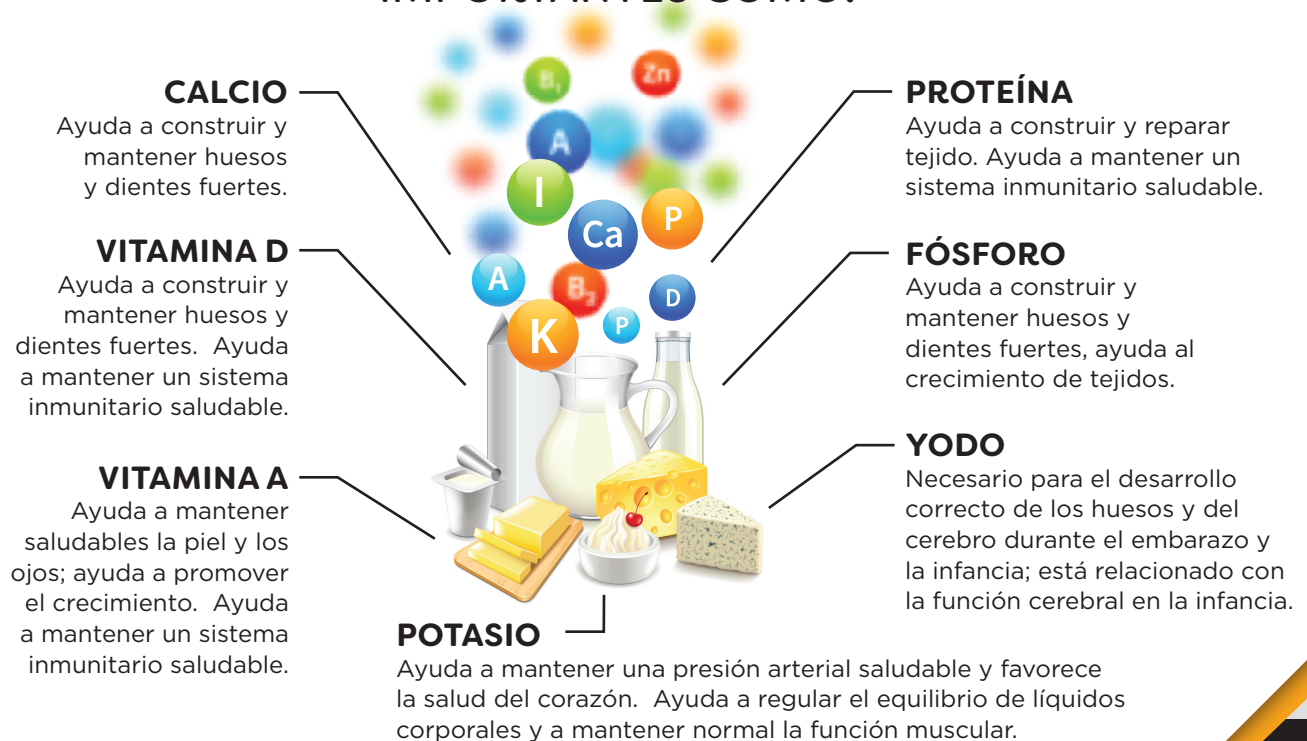 IMPORTANTES COMO:
CALCIO
Ayuda a construir y
mantener huesos
y dientes fuertes.
VITAMINA D
Ayuda a construir y
mantener huesos y
dientes fuertes. Ayuda
a mantener un sistema
inmunitario saludable.
VITAMINA A
Ayuda a mantener
saludables la piel y los
ojos; ayuda a promover
el crecimiento. Ayuda
a mantener un sistema
inmunitario saludable.
B₁
Zn
A
I
Ca
P
A
B₂
D
K
P
PROTEÍNA
Ayuda a construir y reparar
tejido. Ayuda a mantener un
sistema inmunitario saludable.
FÓSFORO
Ayuda a construir y
mantener huesos y
dientes fuertes, ayuda al
crecimiento de tejidos.
YODO
Necesario para el desarrollo
correcto de los huesos y del
cerebro durante el embarazo y
la infancia; está relacionado con
la función cerebral en la infancia.
POTASIO
Ayuda a mantener una presión arterial saludable y favorece
la salud del corazón. Ayuda a regular el equilibrio de líquidos
corporales y a mantener normal la función muscular.